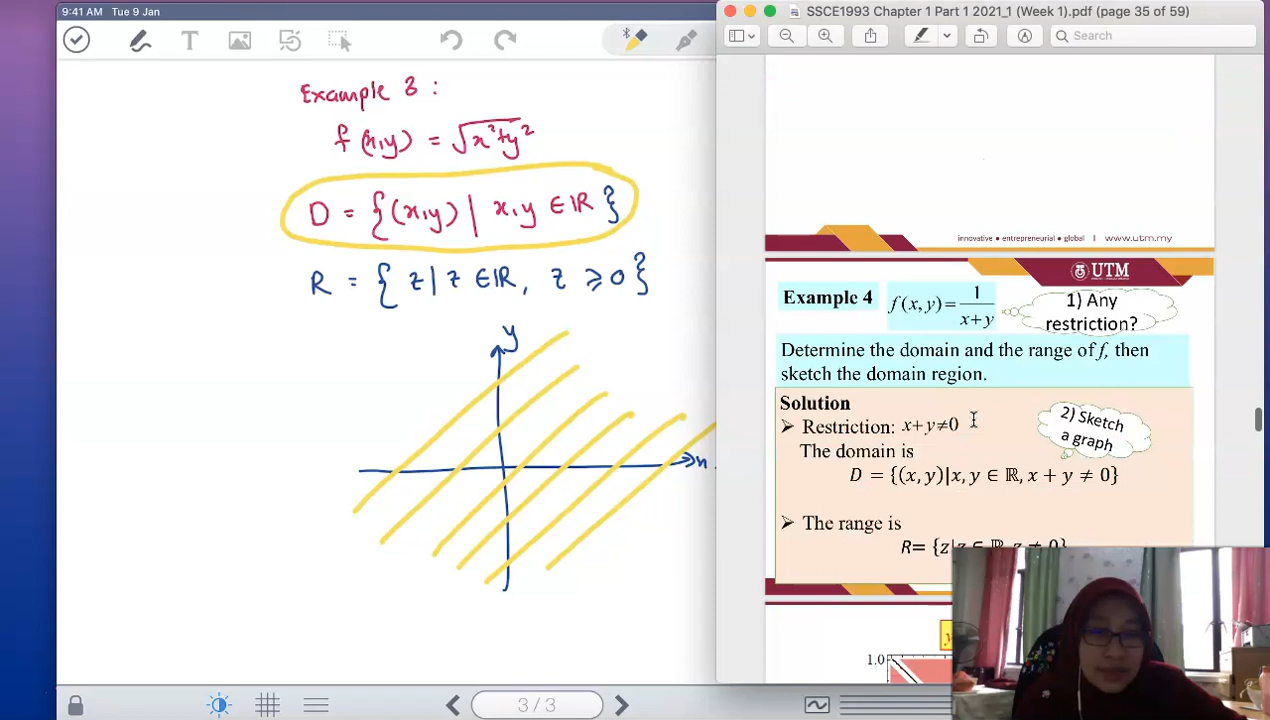 9:41 AM Tue 9 Jan
3 / 3
Example 3 :
f(x,y) = √x²+y²
D = {(x,y) | x,y ∈ ℝ}
R = { z | z ∈ ℝ, z ⩾ 0 }
y
x
SSCE1993 Chapter 1 Part 1 2021_1 (Week 1).pdf (page 35 of 59)
Search
innovative ● entrepreneurial ● global | www.utm.my
UTM
Example 4 f(x,y)= 1/(x+y)
1) Any
restriction?
Determine the domain and the range of f, then
sketch the domain region.
Solution
➢ Restriction: x+y≠0
2) Sketch
a graph
The domain is
D = {(x, y)|x, y ∈ ℝ, x + y ≠ 0}
➢ The range is
R= {z|z ∈ ℝ, z ≠ 0}
1.0